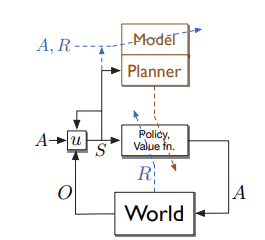 Model
A, R
Planner
A
u
S
Policy,
Value fn.
R
O
A
World